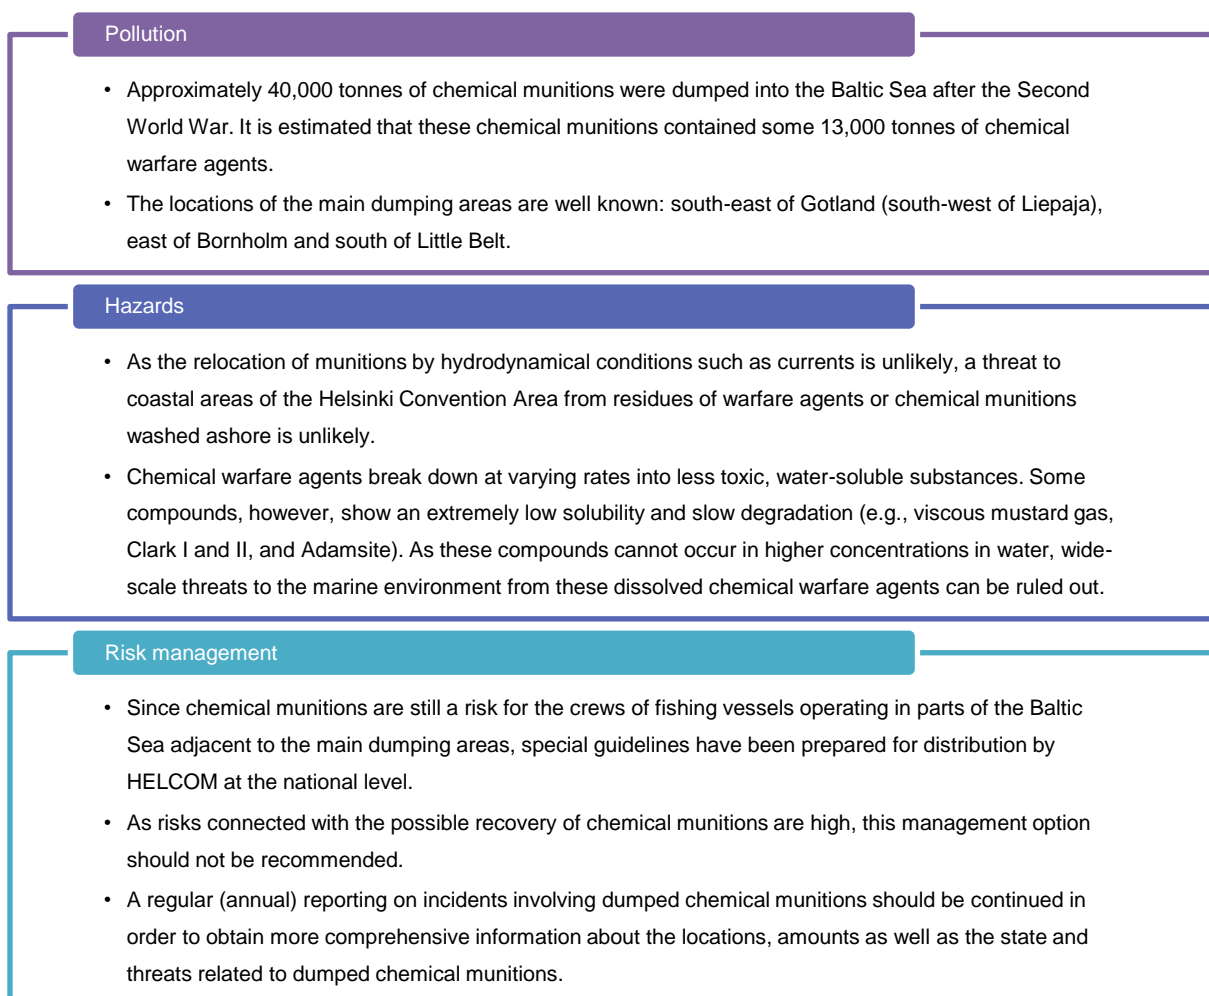 Pollution
• Approximately 40,000 tonnes of chemical munitions were dumped into the Baltic Sea after the Second
World War. It is estimated that these chemical munitions contained some 13,000 tonnes of chemical
warfare agents.
• The locations of the main dumping areas are well known: south-east of Gotland (south-west of Liepaja),
east of Bornholm and south of Little Belt.
Hazards
• As the relocation of munitions by hydrodynamical conditions such as currents is unlikely, a threat to
coastal areas of the Helsinki Convention Area from residues of warfare agents or chemical munitions
washed ashore is unlikely.
• Chemical warfare agents break down at varying rates into less toxic, water-soluble substances. Some
compounds, however, show an extremely low solubility and slow degradation (e.g., viscous mustard gas,
Clark I and II, and Adamsite). As these compounds cannot occur in higher concentrations in water, wide-
scale threats to the marine environment from these dissolved chemical warfare agents can be ruled out.
Risk management
• Since chemical munitions are still a risk for the crews of fishing vessels operating in parts of the Baltic
Sea adjacent to the main dumping areas, special guidelines have been prepared for distribution by
HELCOM at the national level.
• As risks connected with the possible recovery of chemical munitions are high, this management option
should not be recommended.
• A regular (annual) reporting on incidents involving dumped chemical munitions should be continued in
order to obtain more comprehensive information about the locations, amounts as well as the state and
threats related to dumped chemical munitions.